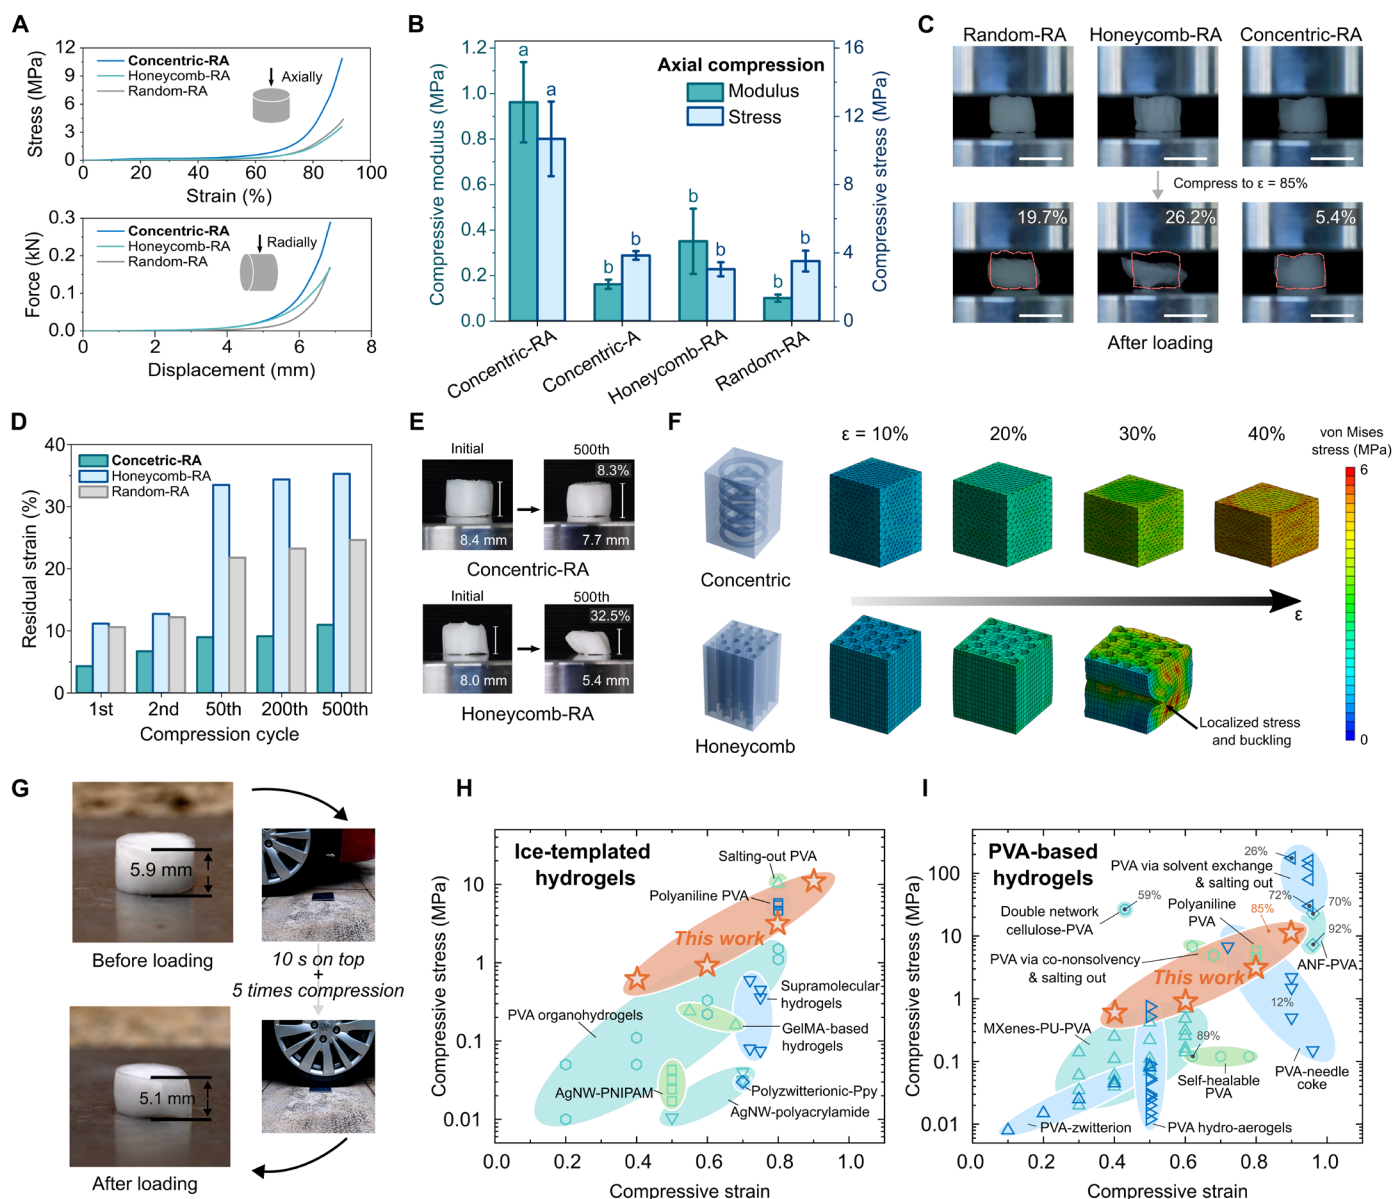 A
Stress (MPa)
12
9
6
3
0
Concentric-RA
Honeycomb-RA
Random-RA
Axially
0 20 40 60 80 100
Strain (%)
Force (kN)
0.3
0.2
0.1
0.0
Concentric-RA
Honeycomb-RA
Random-RA
Radially
0 2 4 6 8
Displacement (mm)
B
Compressive modulus (MPa)
1.2
1.0
0.8
0.6
0.4
0.2
0.0
Axial compression
Modulus
Stress
a
a
b
b
b
b
b
b
16
12
8
4
0
Compressive stress (MPa)
Concentric-RA
Concentric-A
Honeycomb-RA
Random-RA
C
Random-RA Honeycomb-RA Concentric-RA
Compress to ε = 85%
19.7% 26.2% 5.4%
After loading
D
Residual strain (%)
40
30
20
10
0
Concetric-RA
Honeycomb-RA
Random-RA
1st 2nd 50th 200th 500th
Compression cycle
E
Initial 500th
8.3%
8.4 mm 7.7 mm
Concentric-RA
Initial 500th
32.5%
8.0 mm 5.4 mm
Honeycomb-RA
F
ε = 10% 20% 30% 40%
von Mises
stress (MPa)
6
0
Concentric
ε
Honeycomb
Localized stress
and buckling
G
5.9 mm
Before loading
10 s on top
+
5 times compression
5.1 mm
After loading
H
Compressive stress (MPa)
10
1
0.1
0.01
Ice-templated
hydrogels
Salting-out PVA
Polyaniline PVA
This work
Supramolecular
hydrogels
PVA organohydrogels
GelMA-based
hydrogels
AgNW-PNIPAM
Polyzwitterionic-Ppy
AgNW-polyacrylamide
0.0 0.2 0.4 0.6 0.8 1.0
Compressive strain
I
Compressive stress (MPa)
100
10
1
0.1
0.01
PVA-based
hydrogels
26%
PVA via solvent exchange
& salting out
59%
72%
70%
Double network
cellulose-PVA
Polyaniline
PVA
85%
92%
PVA via co-nonsolvency
& salting out
ANF-PVA
This work
12%
MXenes-PU-PVA
89%
Self-healable
PVA
PVA-needle
coke
PVA-zwitterion
PVA hydro-aerogels
0.0 0.2 0.4 0.6 0.8 1.0
Compressive strain